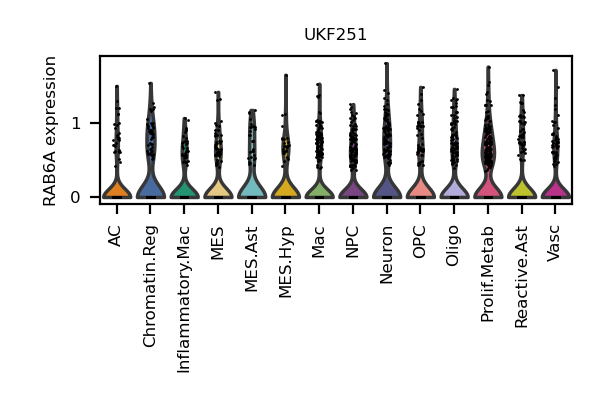 UKF251
RAB6A expression
1
0
AC
Chromatin.Reg
Inflammatory.Mac
MES
MES.Ast
MES.Hyp
Mac
NPC
Neuron
OPC
Oligo
Prolif.Metab
Reactive.Ast
Vasc